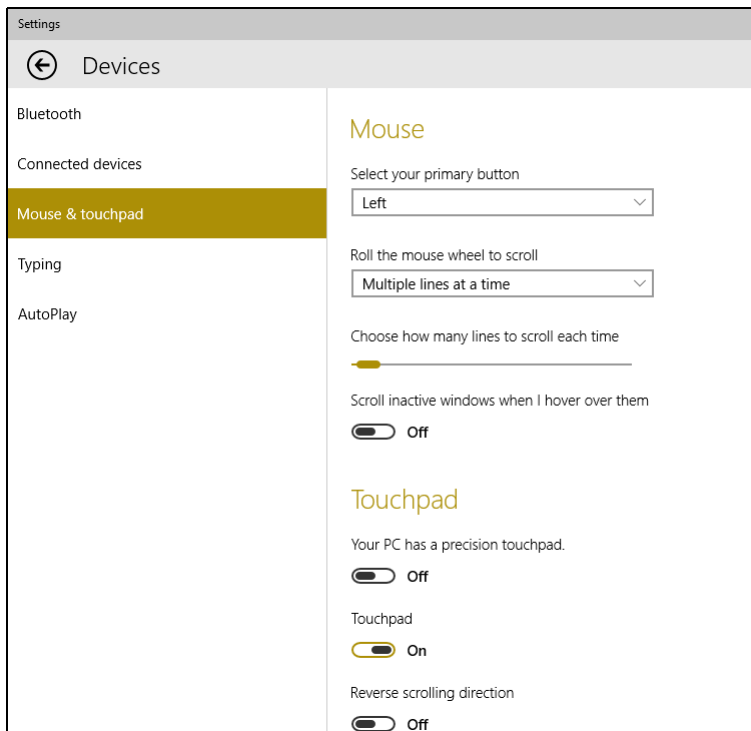 Settings
Devices
Bluetooth
Connected devices
Mouse & touchpad
Typing
AutoPlay
Mouse
Select your primary button
Left
Roll the mouse wheel to scroll
Multiple lines at a time
Choose how many lines to scroll each time
Scroll inactive windows when I hover over them
Off
Touchpad
Your PC has a precision touchpad.
Off
Touchpad
On
Reverse scrolling direction
Off